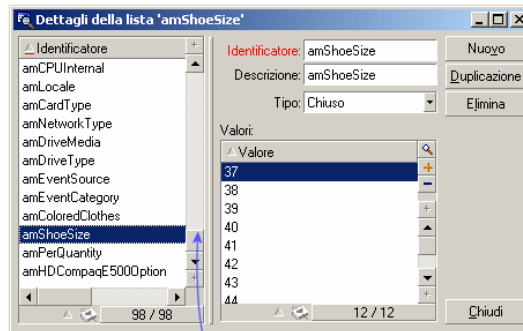 Dettagli della lista 'amShoeSize'
Identificatore
amCPUInternal
amLocale
amCardType
amNetworkType
amDriveMedia
amDriveType
amEventSource
amEventCategory
amColoredClothes
amShoeSize
amPerQuantity
amHDCompaqE500Option
98 / 98
Identificatore: amShoeSize
Descrizione: amShoeSize
Tipo: Chiuso
Valori:
Valore
37
38
39
40
41
42
43
44
12 / 12
Nuovo
Duplicazione
Elimina
Chiudi